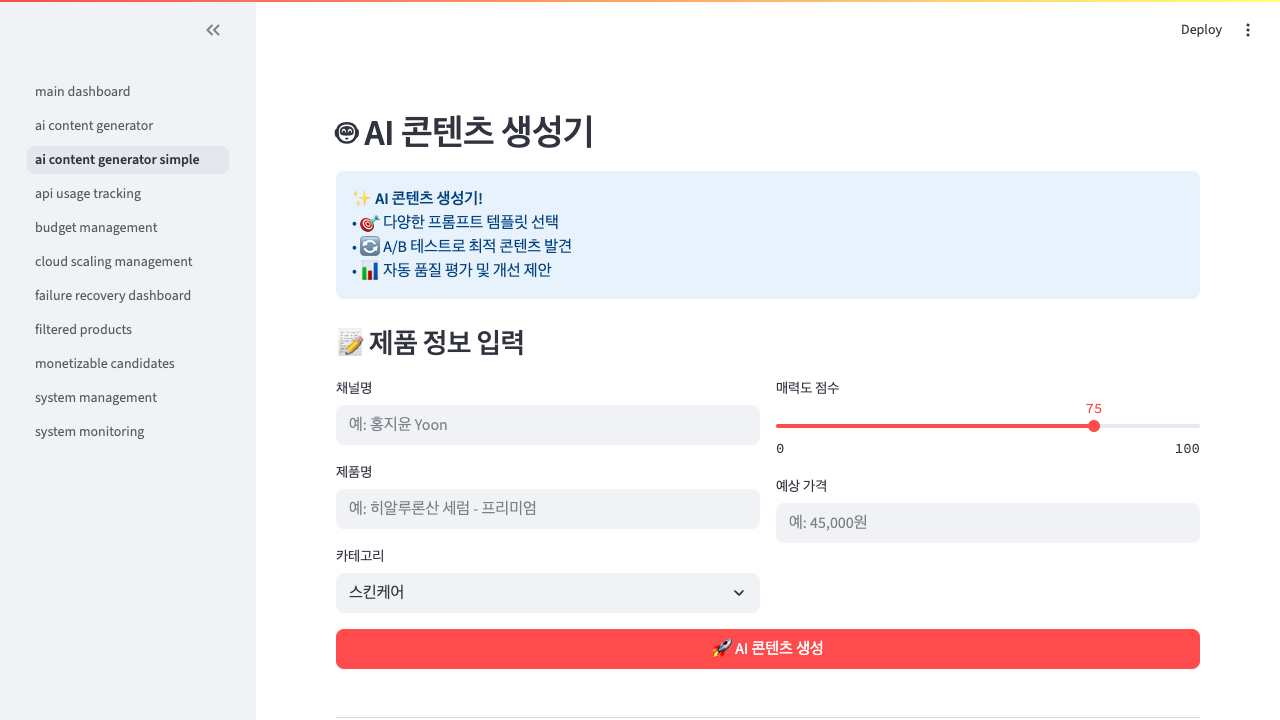 Deploy
main dashboard
ai content generator
ai content generator simple
api usage tracking
budget management
cloud scaling management
failure recovery dashboard
filtered products
monetizable candidates
system management
system monitoring
AI 콘텐츠 생성기
✨ AI 콘텐츠 생성기!
• 🎯 다양한 프롬프트 템플릿 선택
• 🔄 A/B 테스트로 최적 콘텐츠 발견
• 📊 자동 품질 평가 및 개선 제안
📝 제품 정보 입력
채널명
예: 홍지윤 Yoon
제품명
예: 히알루론산 세럼 - 프리미엄
카테고리
스킨케어
매력도 점수
75
0 100
예상 가격
예: 45,000원
🚀 AI 콘텐츠 생성